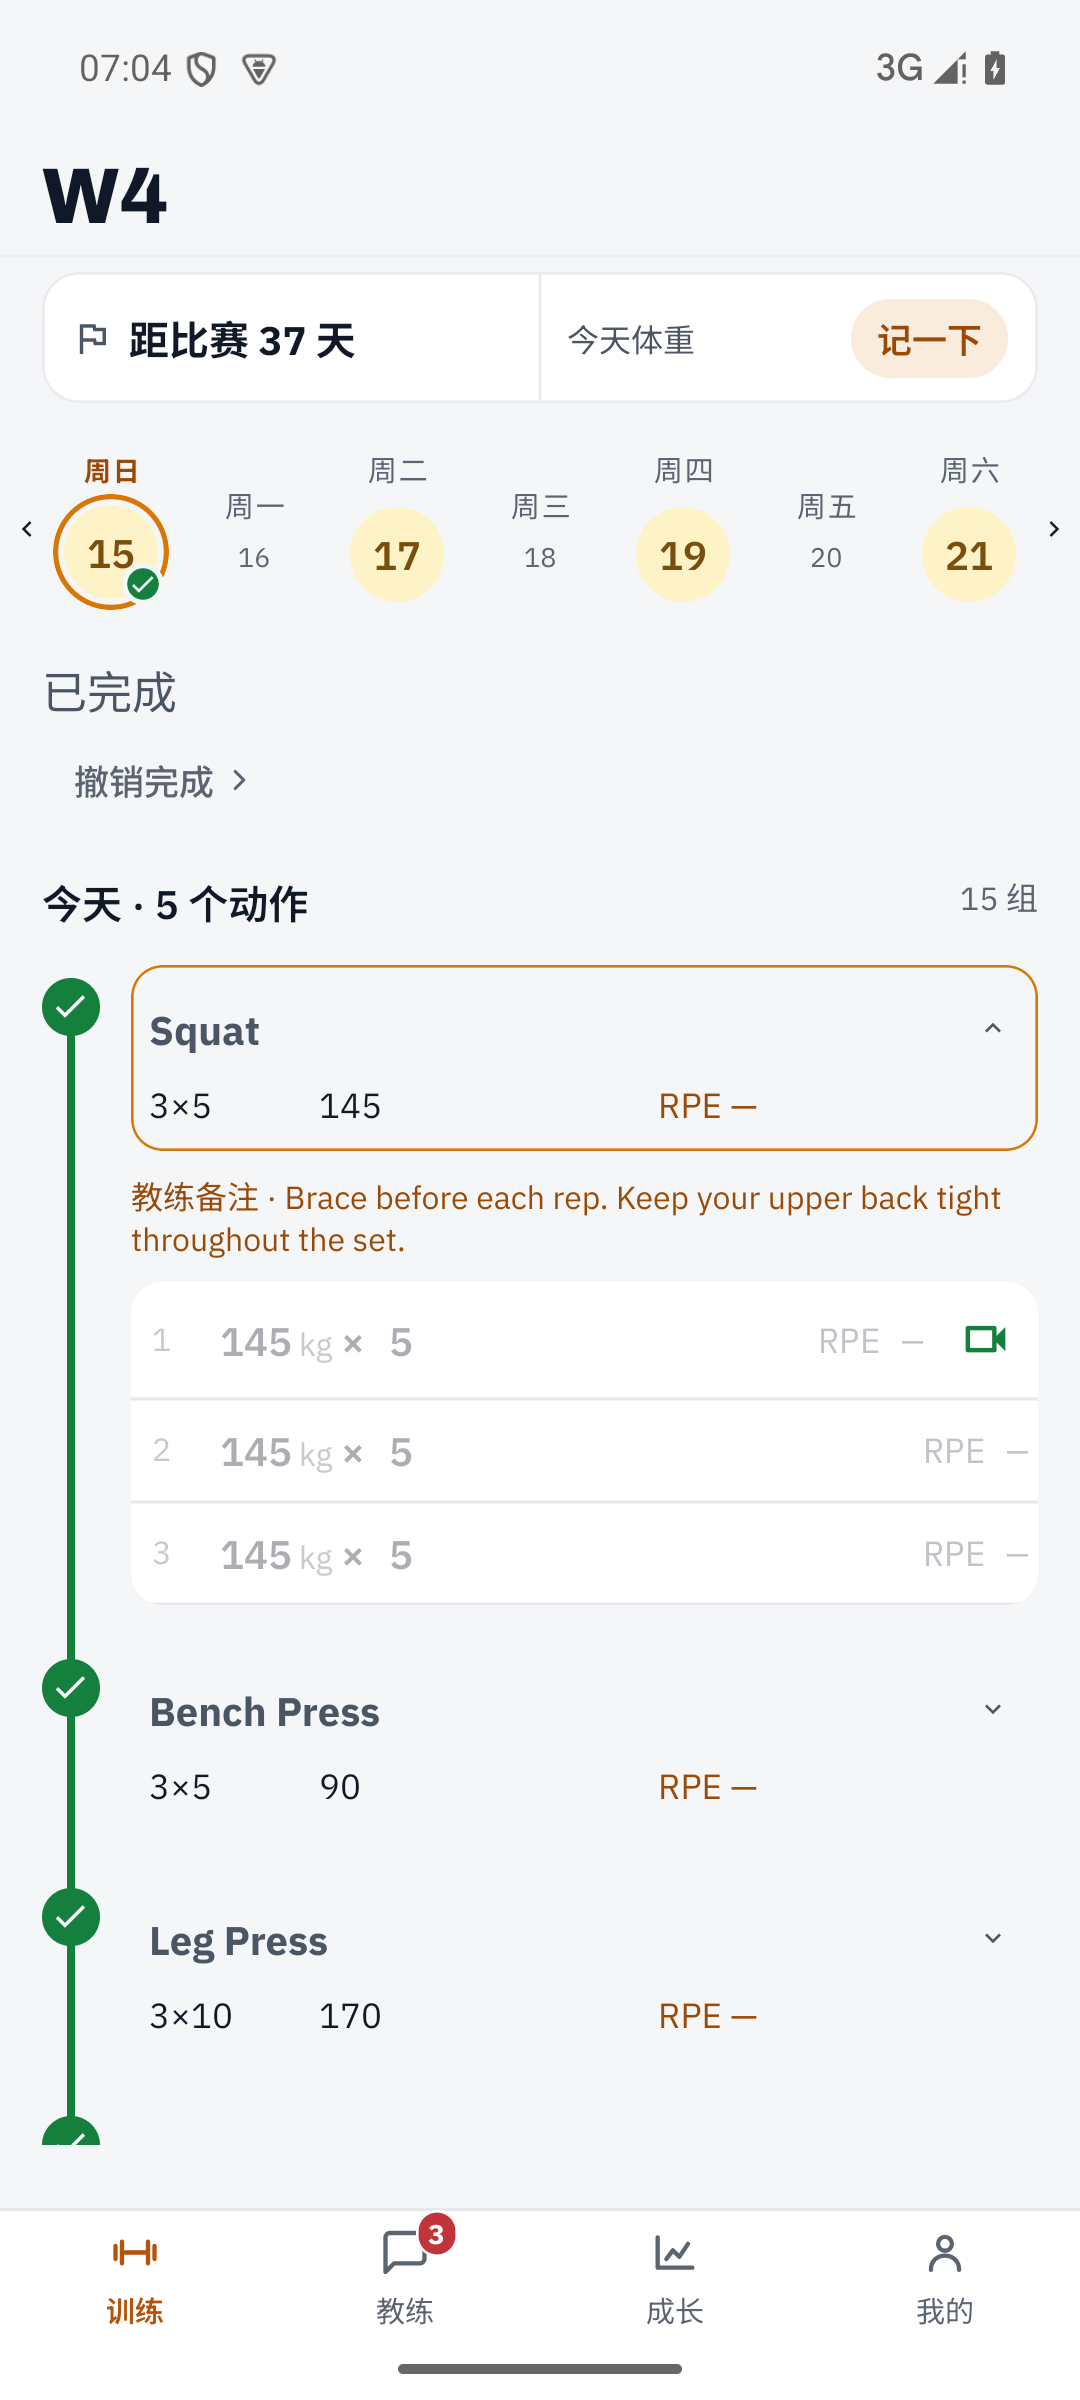 07:04
3G
W4
距比赛 37 天
今天体重
记一下
周日
周一
周二
周三
周四
周五
周六
15
16
17
18
19
20
21
已完成
撤销完成
今天 · 5 个动作
15 组
Squat
3×5 145 RPE —
教练备注 · Brace before each rep. Keep your upper back tight
throughout the set.
1 145 kg × 5 RPE —
2 145 kg × 5 RPE —
3 145 kg × 5 RPE —
Bench Press
3×5 90 RPE —
Leg Press
3×10 170 RPE —
3
训练
教练
成长
我的